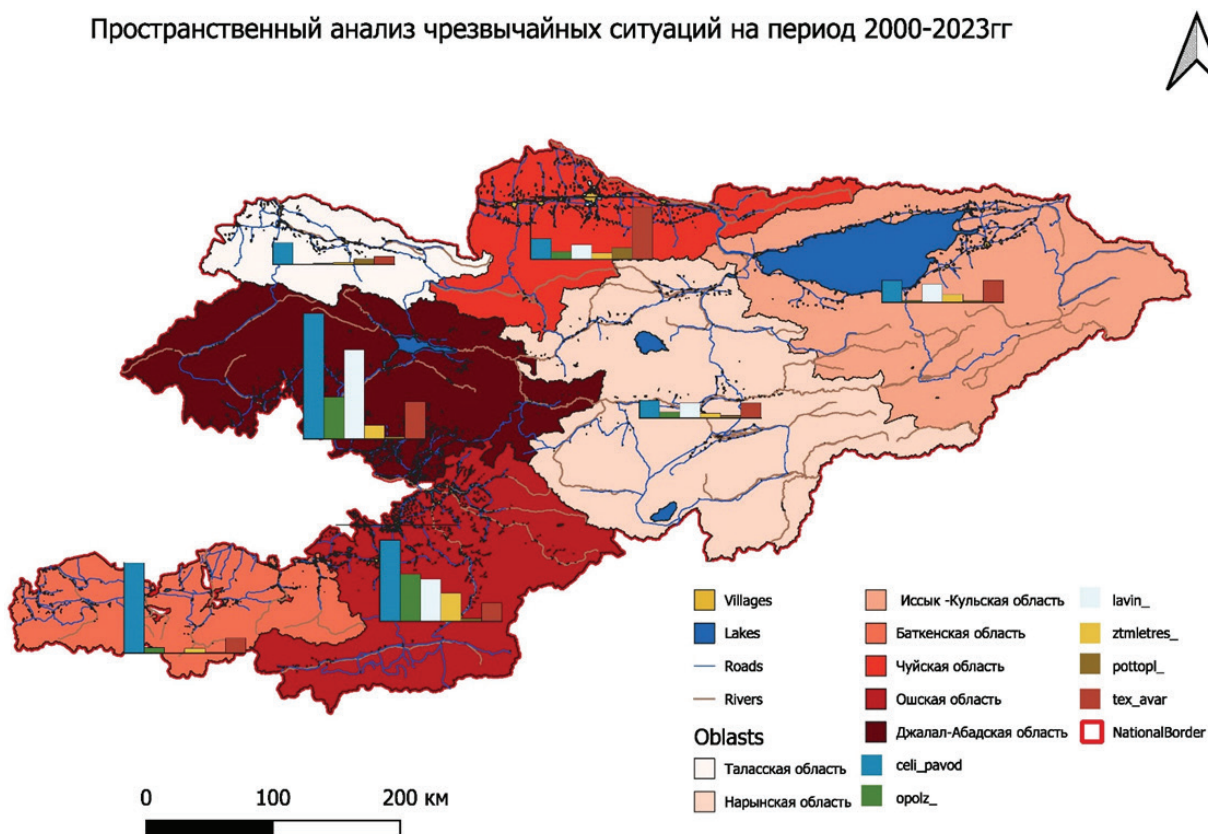 Пространственный анализ чрезвычайных ситуаций на период 2000-2023гг
Villages
Lakes
Roads
Rivers
Oblasts
Таласская область
Нарынская область
Иссык -Кульская область
Баткенская область
Чуйская область
Ошская область
Джалал-Абадская область
celi_pavod
opolz_
lavin_
ztmletres_
pottopl_
tex_avar
NationalBorder
0 100 200 км